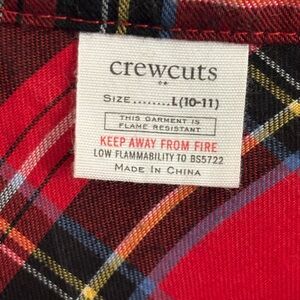 crewcuts
SIZE........L(10-11)
THIS GARMENT IS
FLAME RESISTANT
KEEP AWAY FROM FIRE
LOW FLAMMABILITY TO BS5722
MADE IN CHINA